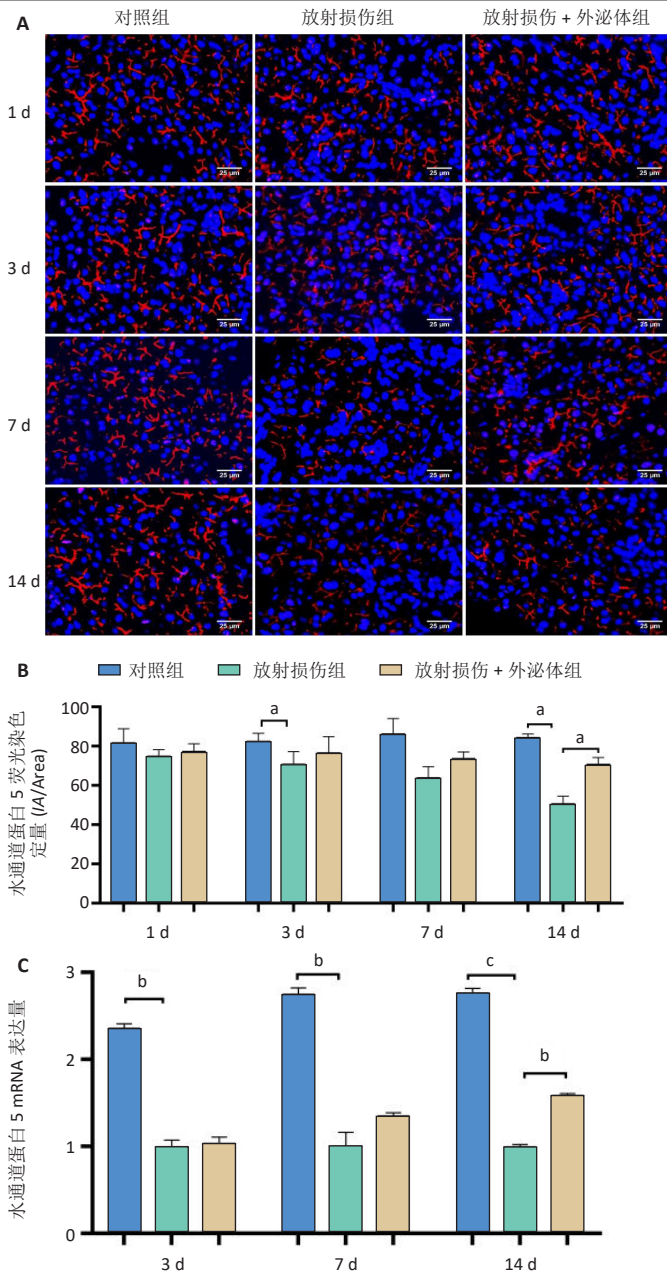 A
对照组 放射损伤组 放射损伤 + 外泌体组
1 d
25 μm 25 μm 25 μm
3 d
25 μm 25 μm 25 μm
7 d
25 μm 25 μm 25 μm
14 d
25 μm 25 μm 25 μm
B
对照组 放射损伤组 放射损伤 + 外泌体组
水通道蛋白 5 荧光染色
定量 (IA/Area)
100
80
60
40
20
0
a a a
1 d 3 d 7 d 14 d
C
水通道蛋白 5 mRNA 表达量
3
2
1
0
b b c b
3 d 7 d 14 d